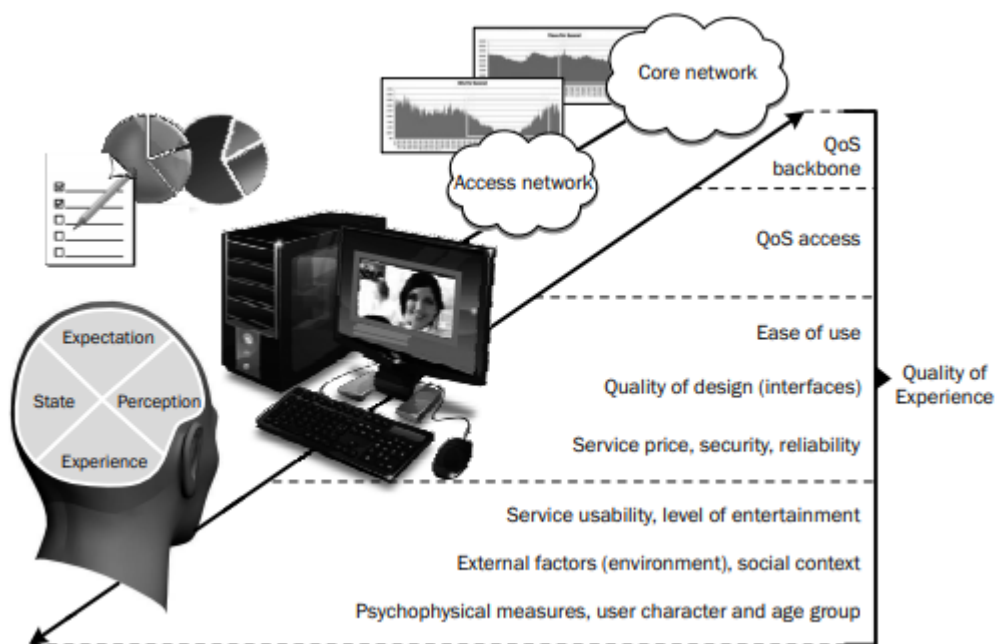 Core network
Access network
QoS
backbone
QoS access
Expectation
State
Perception
Experience
Ease of use
Quality of design (interfaces)
Service price, security, reliability
Quality of
Experience
Service usability, level of entertainment
External factors (environment), social context
Psychophysical measures, user character and age group